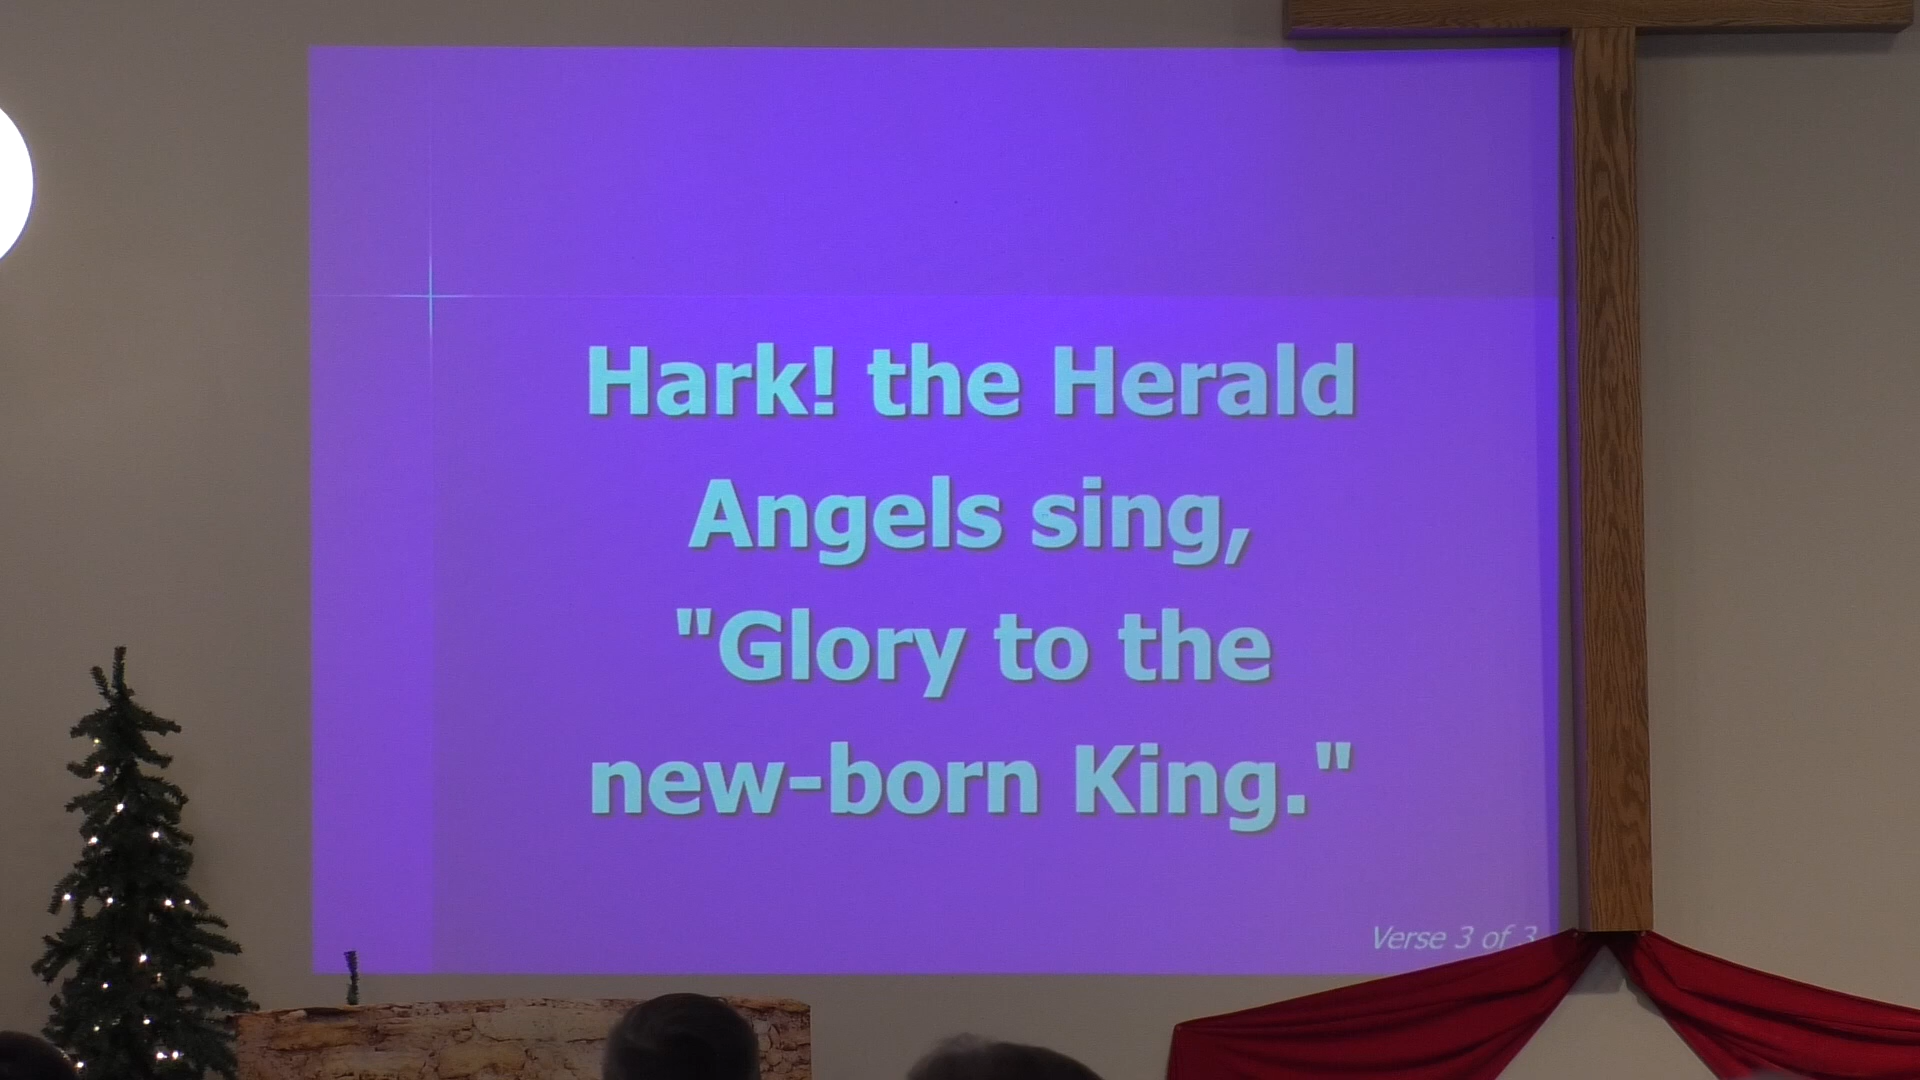 Hark! the Herald
Angels sing,
"Glory to the
new-born King."
Verse 3 of 3